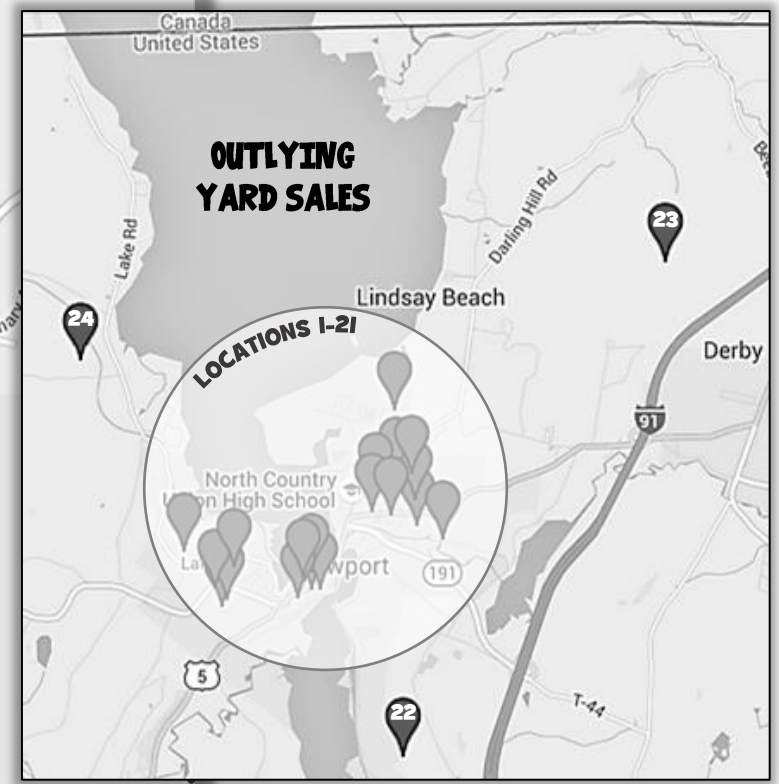 Canada
United States
OUTLYING
YARD SALES
Lake Rd
Darling Hill Rd
23
Lindsay Beach
24
LOCATIONS 1-21
Derby
91
North Country
Union High School
191
5
22
T-44